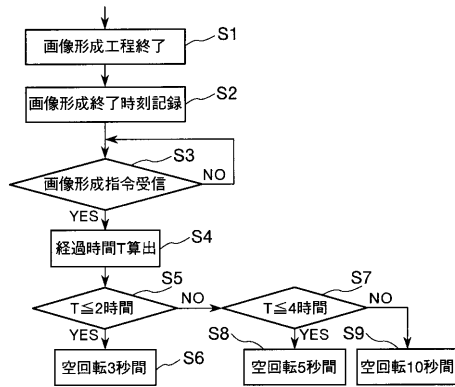 画像形成工程終了 S1
画像形成終了時刻記録 S2
画像形成指令受信 S3
NO
YES
経過時間T算出 S4
T≦2時間 S5
NO
T≦4時間 S7
NO
YES
YES
空回転3秒間 S6
S8 空回転5秒間
S9 空回転10秒間